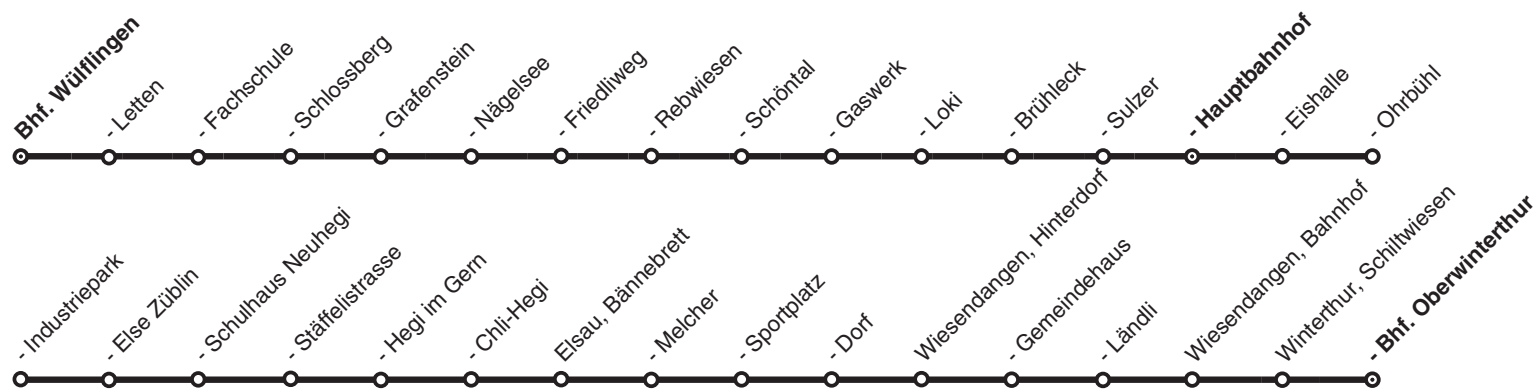 Bhf. Wülflingen
- Letten
- Fachschule
- Schlossberg
- Grafenstein
- Nägelsee
- Friedliweg
- Rebwiesen
- Schöntal
- Gaswerk
- Loki
- Brühleck
- Sulzer
- Hauptbahnhof
- Eishalle
- Ohrbühl
- Industriepark
- Else Züblin
- Schulhaus Neuhegi
- Stäffelistrasse
- Hegi im Gern
- Chli-Hegi
Elsau, Bännebrett
- Melcher
- Sportplatz
- Dorf
Wiesendangen, Hinterdorf
- Gemeindehaus
- Ländli
Wiesendangen, Bahnhof
Winterthur, Schiltwiesen
- Bhf. Oberwinterthur